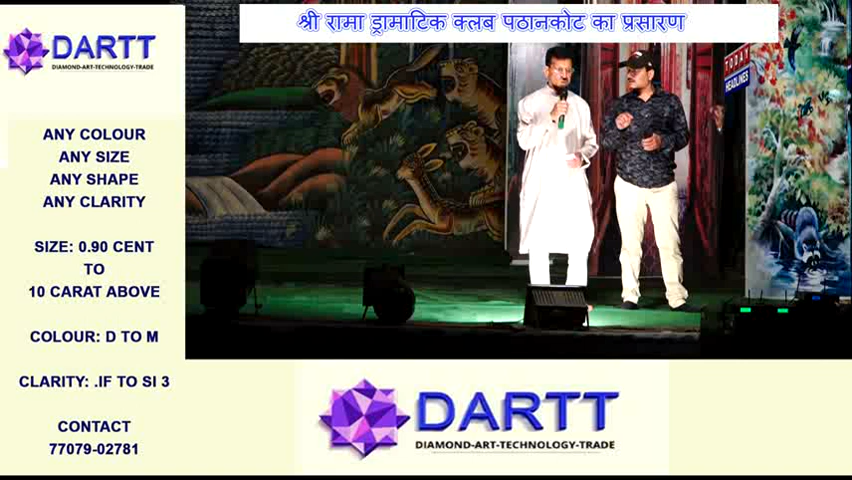 श्री रामा ड्रामाटिक क्लब पठानकोट का प्रसारण
DARTT
DIAMOND-ART-TECHNOLOGY-TRADE
ANY COLOUR
ANY SIZE
ANY SHAPE
ANY CLARITY
SIZE: 0.90 CENT
TO
10 CARAT ABOVE
COLOUR: D TO M
CLARITY: .IF TO SI 3
CONTACT
77079-02781
TODAY
HEADLINES
DARTT
DIAMOND-ART-TECHNOLOGY-TRADE